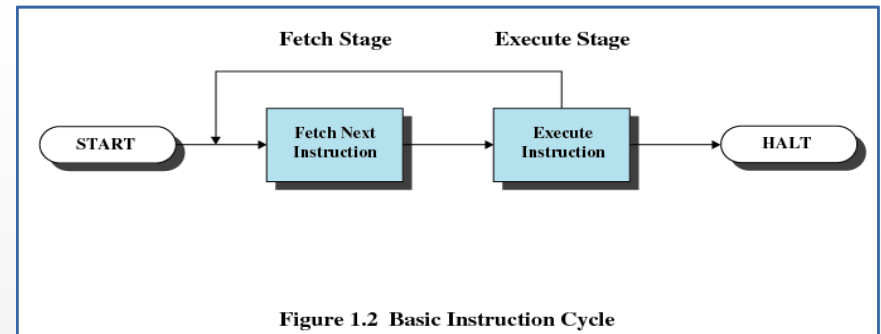 Fetch Stage Execute Stage
START
Fetch Next
Instruction
Execute
Instruction
HALT
Figure 1.2 Basic Instruction Cycle